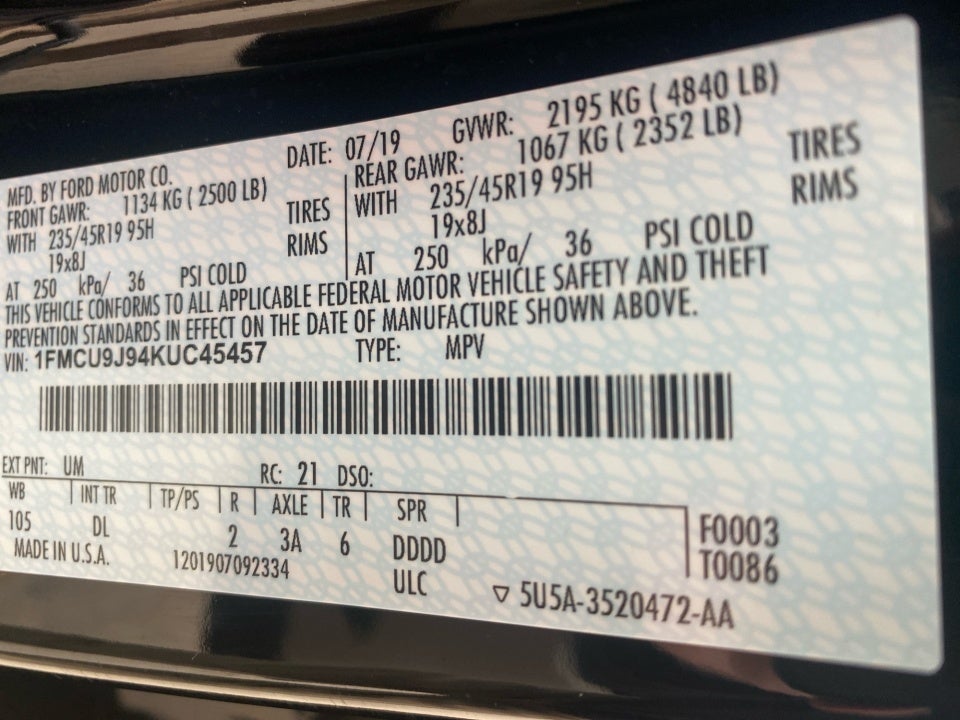 MFD. BY FORD MOTOR CO. DATE: 07/19 GVWR: 2195 KG ( 4840 LB)
FRONT GAWR: 1134 KG ( 2500 LB) REAR GAWR: 1067 KG ( 2352 LB)
WITH 235/45R19 95H TIRES WITH 235/45R19 95H TIRES
19x8J RIMS 19x8J RIMS
AT 250 kPa/ 36 PSI COLD AT 250 kPa/ 36 PSI COLD
THIS VEHICLE CONFORMS TO ALL APPLICABLE FEDERAL MOTOR VEHICLE SAFETY AND THEFT
PREVENTION STANDARDS IN EFFECT ON THE DATE OF MANUFACTURE SHOWN ABOVE.
VIN: 1FMCU9J94KUC45457 TYPE: MPV
EXT PNT: UM RC: 21 DSO:
WB INT TR TP/PS R AXLE TR SPR
105 DL 2 3A 6 DDDD F0003
T0086
MADE IN U.S.A. 1201907092334 ULC ▽ 5U5A-3520472-AA